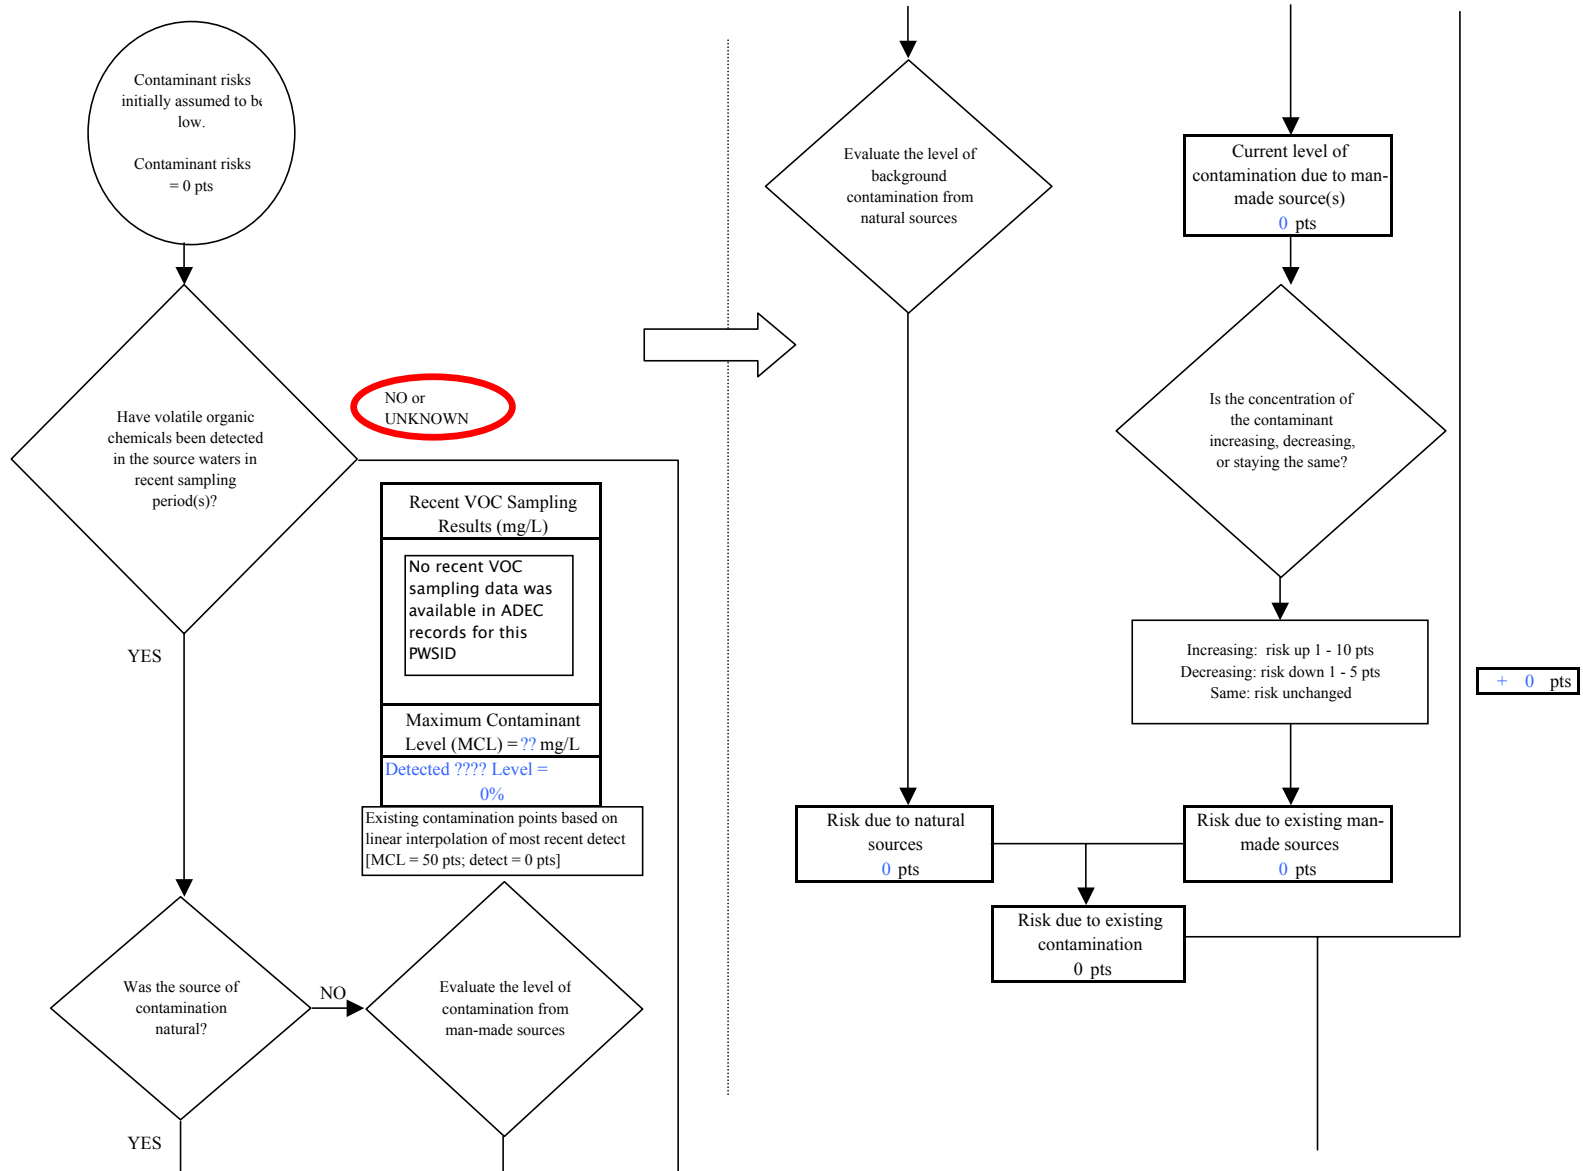 Contaminant risks
initially assumed to be
low.
Contaminant risks
= 0 pts
NO or
UNKNOWN
Have volatile organic
chemicals been detected
in the source waters in
recent sampling
period(s)?
Recent VOC Sampling
Results (mg/L)
No recent VOC
sampling data was
available in ADEC
records for this
PWSID
YES
Maximum Contaminant
Level (MCL) = ?? mg/L
Detected ???? Level =
0%
Existing contamination points based on
linear interpolation of most recent detect
[MCL = 50 pts; detect = 0 pts]
Was the source of
contamination
natural?
NO
Evaluate the level of
contamination from
man-made sources
YES
Evaluate the level of
background
contamination from
natural sources
Current level of
contamination due to man-
made source(s)
0 pts
Is the concentration of
the contaminant
increasing, decreasing,
or staying the same?
Increasing: risk up 1 - 10 pts
Decreasing: risk down 1 - 5 pts
Same: risk unchanged
+ 0 pts
Risk due to natural
sources
0 pts
Risk due to existing man-
made sources
0 pts
Risk due to existing
contamination
0 pts